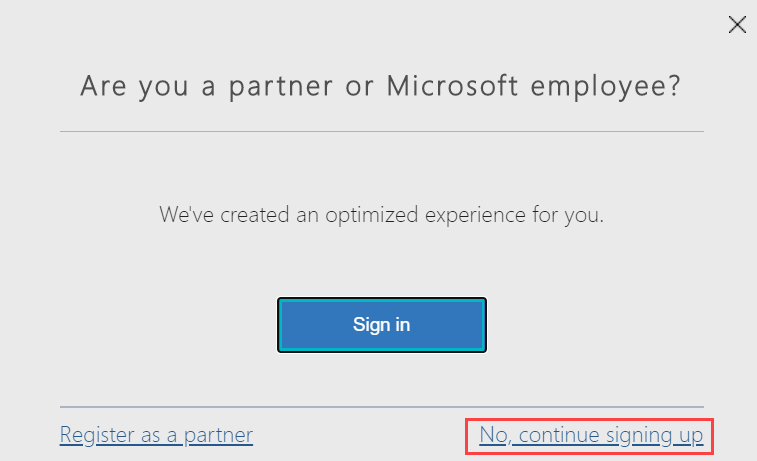 Are you a partner or Microsoft employee?
We've created an optimized experience for you.
Sign in
Register as a partner
No, continue signing up